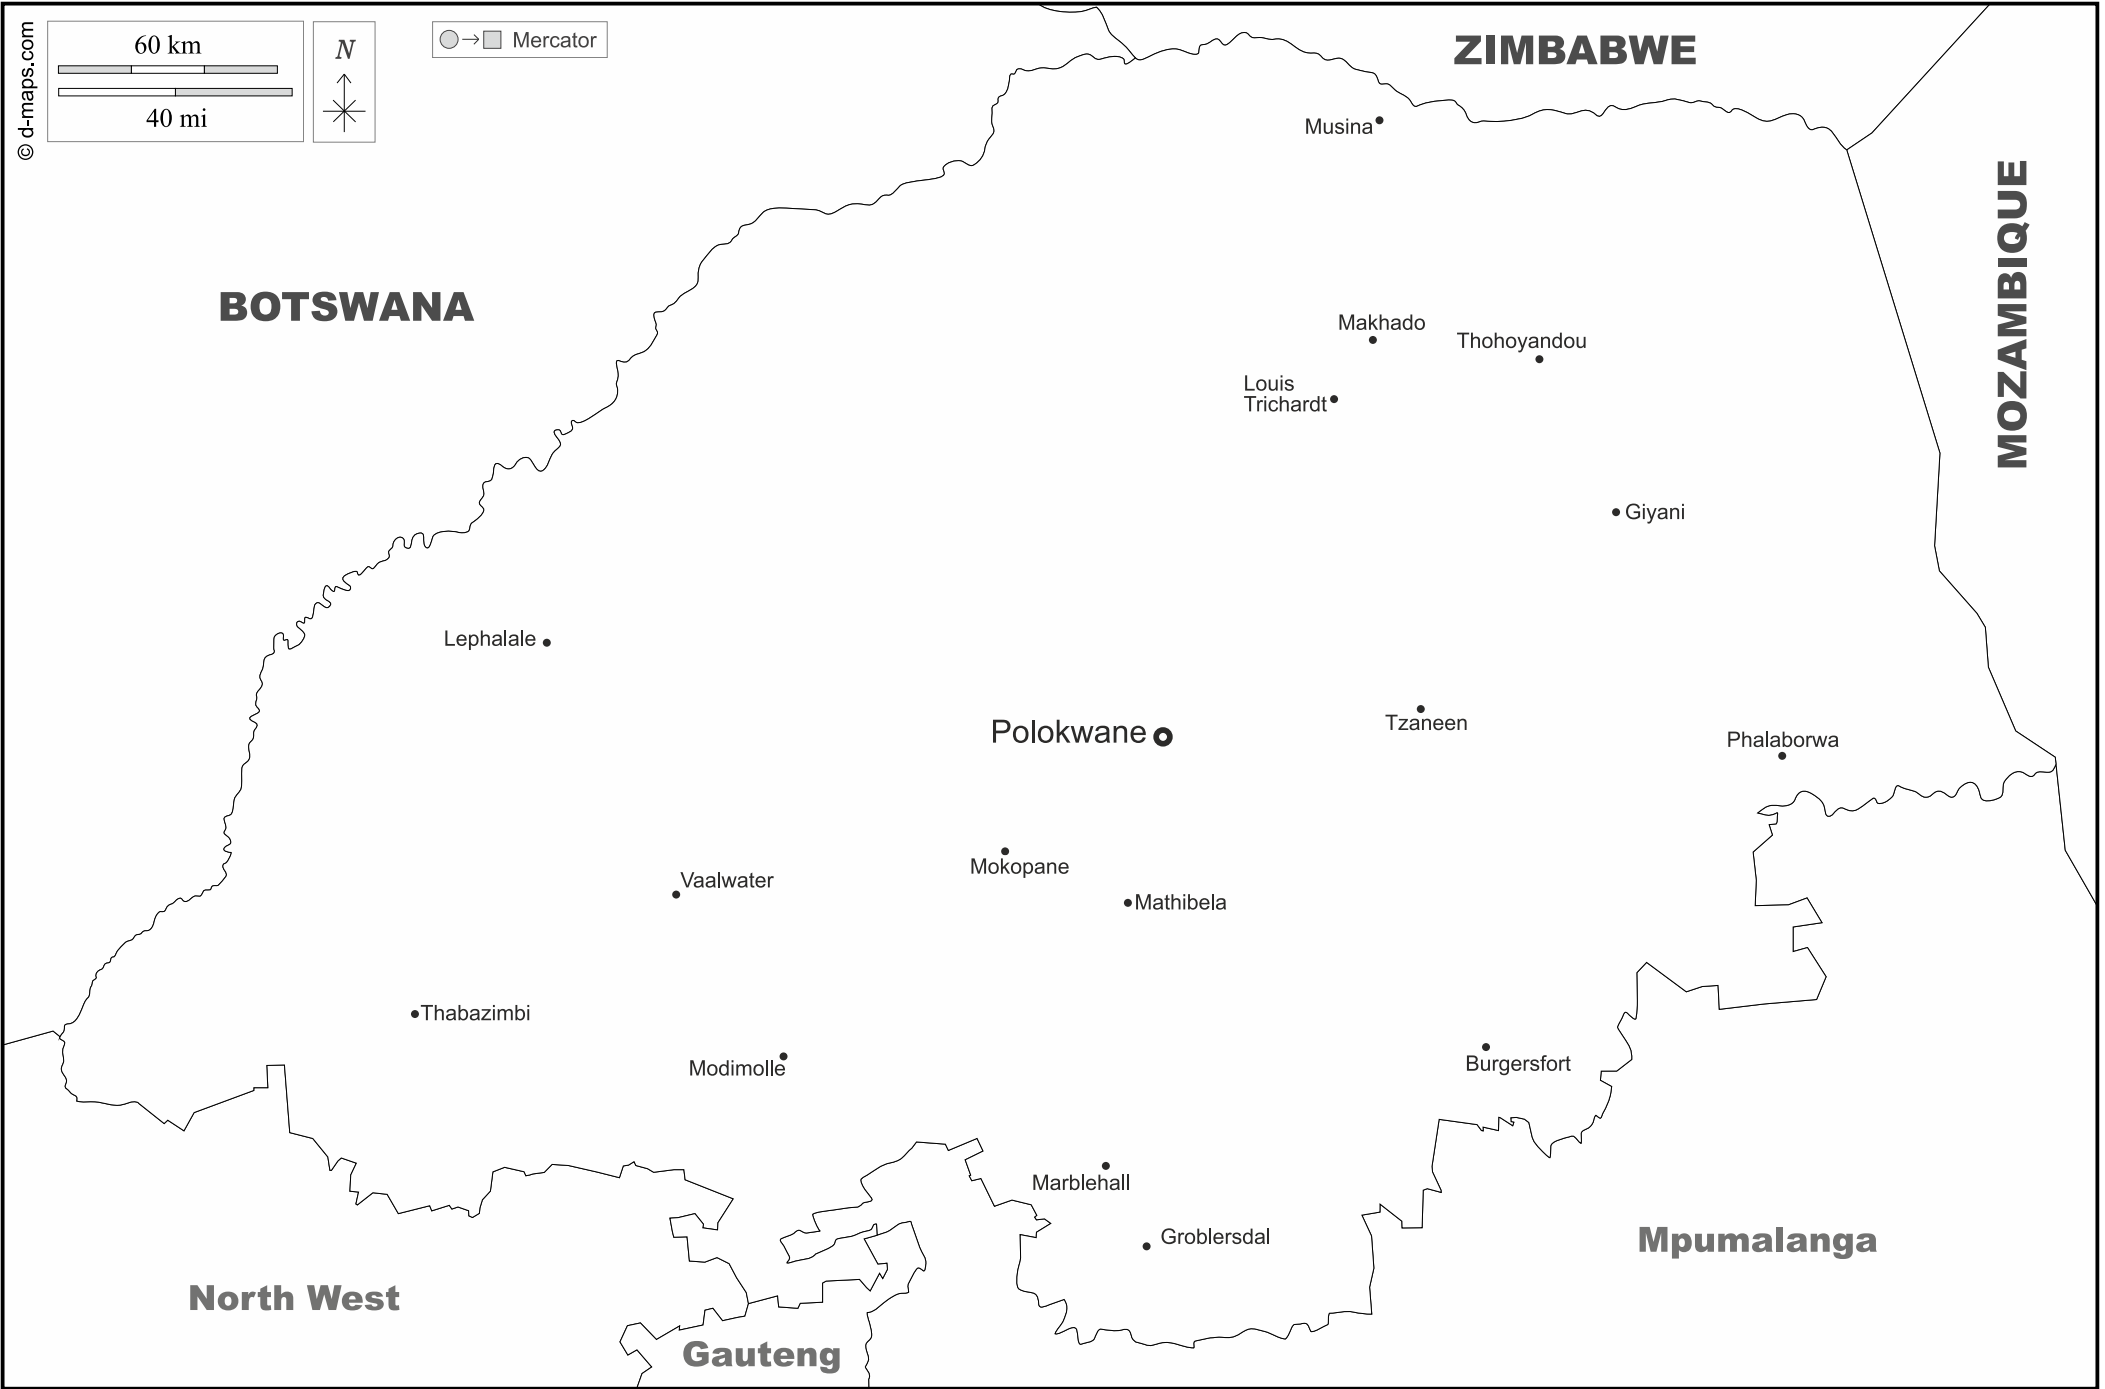 © d-maps.com
60 km
40 mi
N
Mercator
ZIMBABWE
Musina
MOZAMBIQUE
BOTSWANA
Makhado
Thohoyandou
Louis
Trichardt
Giyani
Lephalale
Polokwane
Tzaneen
Phalaborwa
Mokopane
Vaalwater
Mathibela
Thabazimbi
Modimolle
Burgersfort
Marblehall
Groblersdal
Mpumalanga
North West
Gauteng